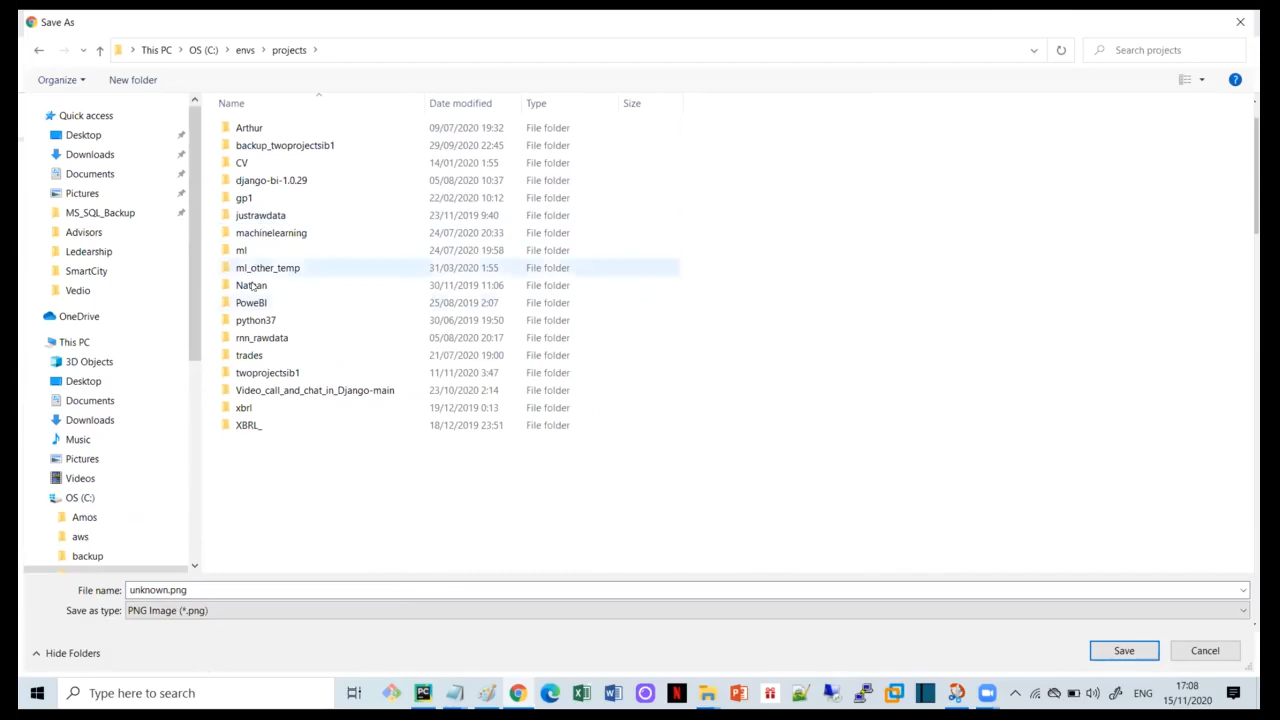 Save As
This PC > OS (C:) > envs > projects >
Search projects
Organize
New folder
Name Date modified Type Size
Arthur 09/07/2020 19:32 File folder
backup_twoprojectsib1 29/09/2020 22:45 File folder
CV 14/01/2020 1:55 File folder
django-bi-1.0.29 05/08/2020 10:37 File folder
gp1 22/02/2020 10:12 File folder
justrawdata 23/11/2019 9:40 File folder
machinelearning 24/07/2020 20:33 File folder
ml 24/07/2020 19:58 File folder
ml_other_temp 31/03/2020 1:55 File folder
Nathan 30/11/2019 11:06 File folder
PoweBI 25/08/2019 2:07 File folder
python37 30/06/2019 19:50 File folder
rnn_rawdata 05/08/2020 20:17 File folder
trades 21/07/2020 19:00 File folder
twoprojectsib1 11/11/2020 3:47 File folder
Video_call_and_chat_in_Django-main 23/10/2020 2:14 File folder
xbrl 19/12/2019 0:13 File folder
XBRL_ 18/12/2019 23:51 File folder
Quick access
Desktop
Downloads
Documents
Pictures
MS_SQL_Backup
Advisors
Ledearship
SmartCity
Vedio
OneDrive
This PC
3D Objects
Desktop
Documents
Downloads
Music
Pictures
Videos
OS (C:)
Amos
aws
backup
File name: unknown.png
Save as type: PNG Image (*.png)
Hide Folders
Save
Cancel
Type here to search
ENG
17:08
15/11/2020